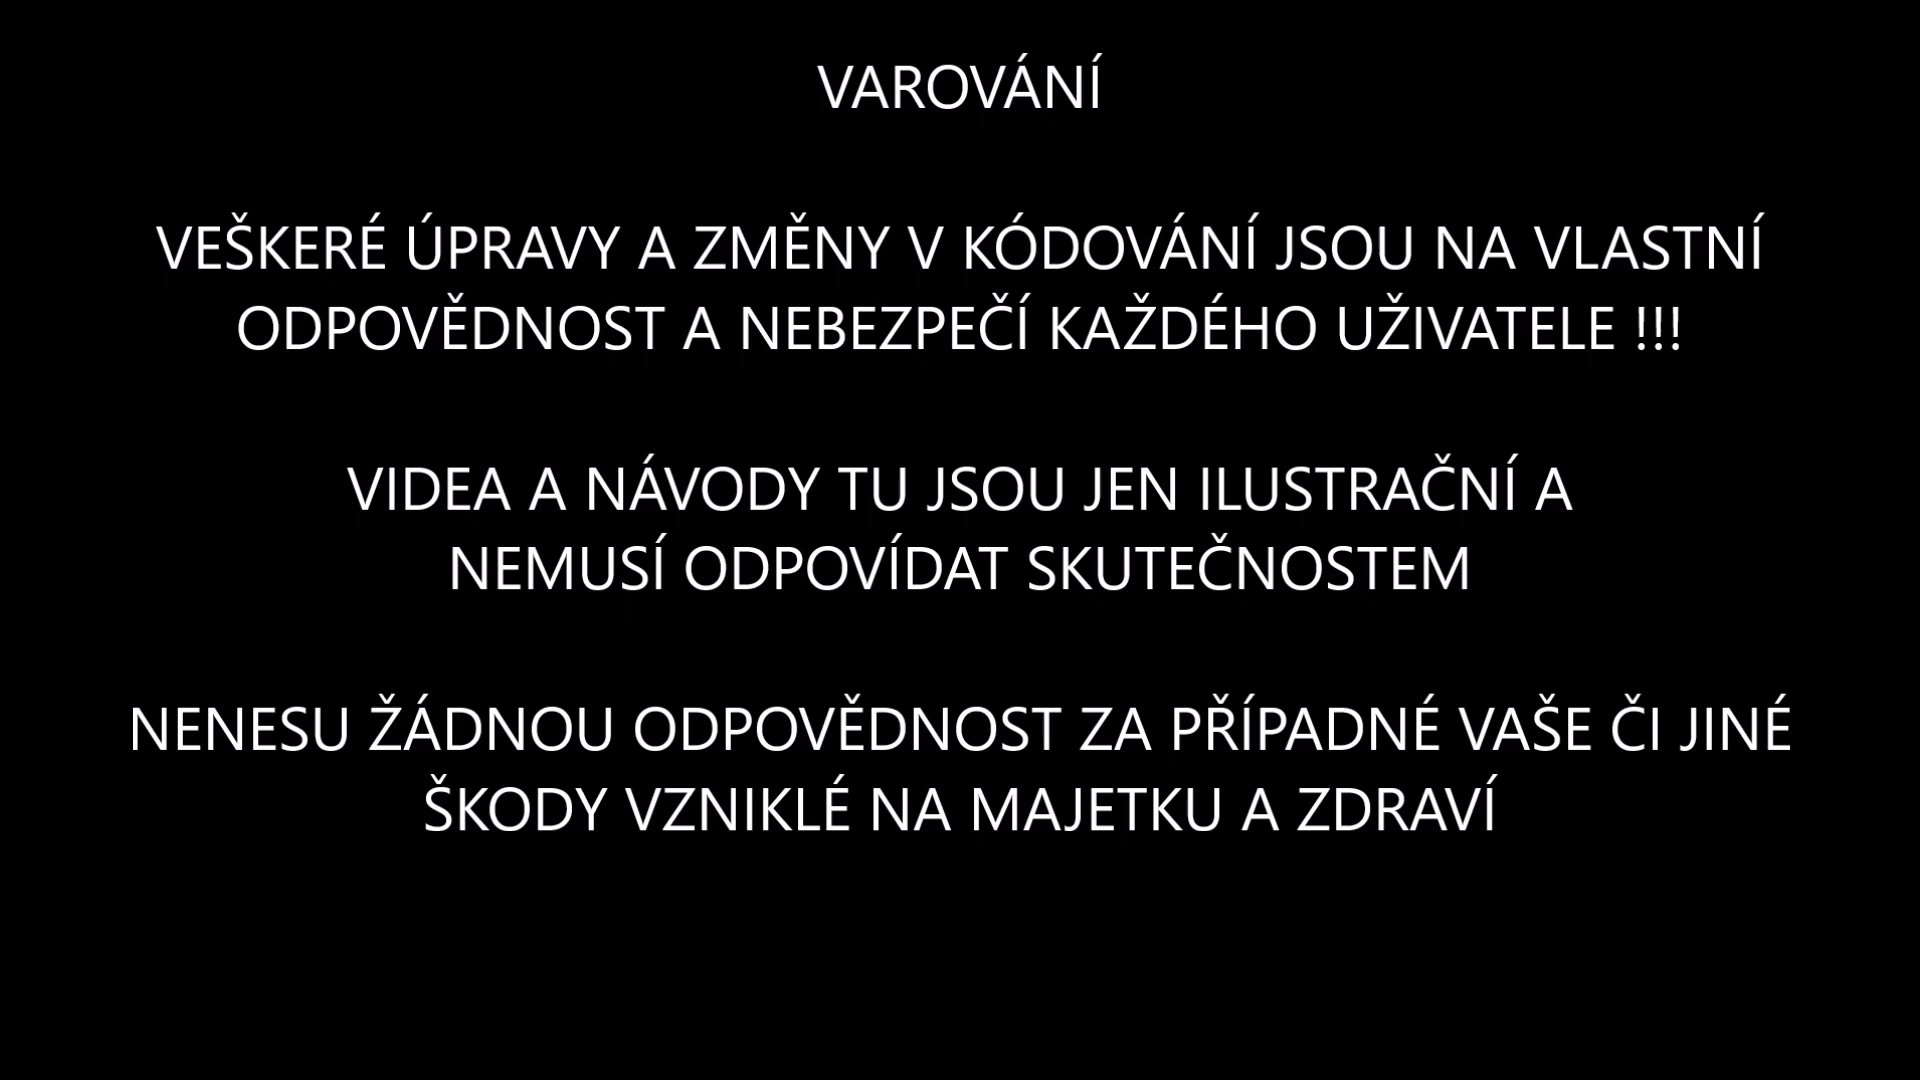 VAROVÁNÍ
VEŠKERÉ ÚPRAVY A ZMĚNY V KÓDOVÁNÍ JSOU NA VLASTNÍ
ODPOVĚDNOST A NEBEZPEČÍ KAŽDÉHO UŽIVATELE !!!
VIDEA A NÁVODY TU JSOU JEN ILUSTRAČNÍ A
NEMUSÍ ODPOVÍDAT SKUTEČNOSTEM
NENESU ŽÁDNOU ODPOVĚDNOST ZA PŘÍPADNÉ VAŠE ČI JINÉ
ŠKODY VZNIKLÉ NA MAJETKU A ZDRAVÍ